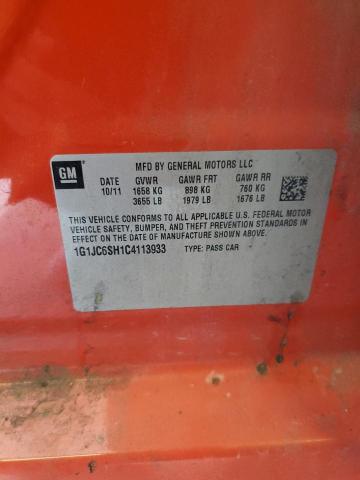 GM
MFD BY GENERAL MOTORS LLC
DATE GVWR GAWR FRT GAWR RR
10/11 1658 KG 898 KG 760 KG
3655 LB 1979 LB 1676 LB
THIS VEHICLE CONFORMS TO ALL APPLICABLE U.S. FEDERAL MOTOR
VEHICLE SAFETY, BUMPER, AND THEFT PREVENTION STANDARDS IN
EFFECT ON THE DATE OF MANUFACTURE SHOWN ABOVE.
1G1JC6SH1C4113933 TYPE: PASS CAR